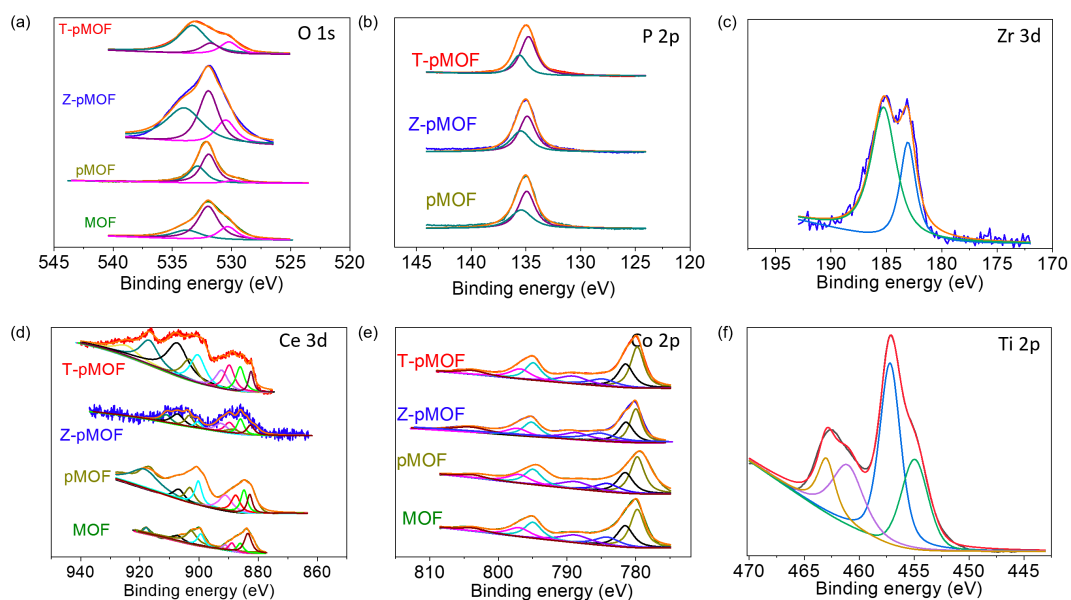 (a)
O 1s
T-pMOF
Z-pMOF
pMOF
MOF
545 540 535 530 525 520
Binding energy (eV)
(b)
P 2p
T-pMOF
Z-pMOF
pMOF
145 140 135 130 125 120
Binding energy (eV)
(c)
Zr 3d
195 190 185 180 175 170
Binding energy (eV)
(d)
Ce 3d
T-pMOF
Z-pMOF
pMOF
MOF
940 920 900 880 860
Binding energy (eV)
(e)
Co 2p
T-pMOF
Z-pMOF
pMOF
MOF
810 800 790 780
Binding energy (eV)
(f)
Ti 2p
470 465 460 455 450 445
Binding energy (eV)